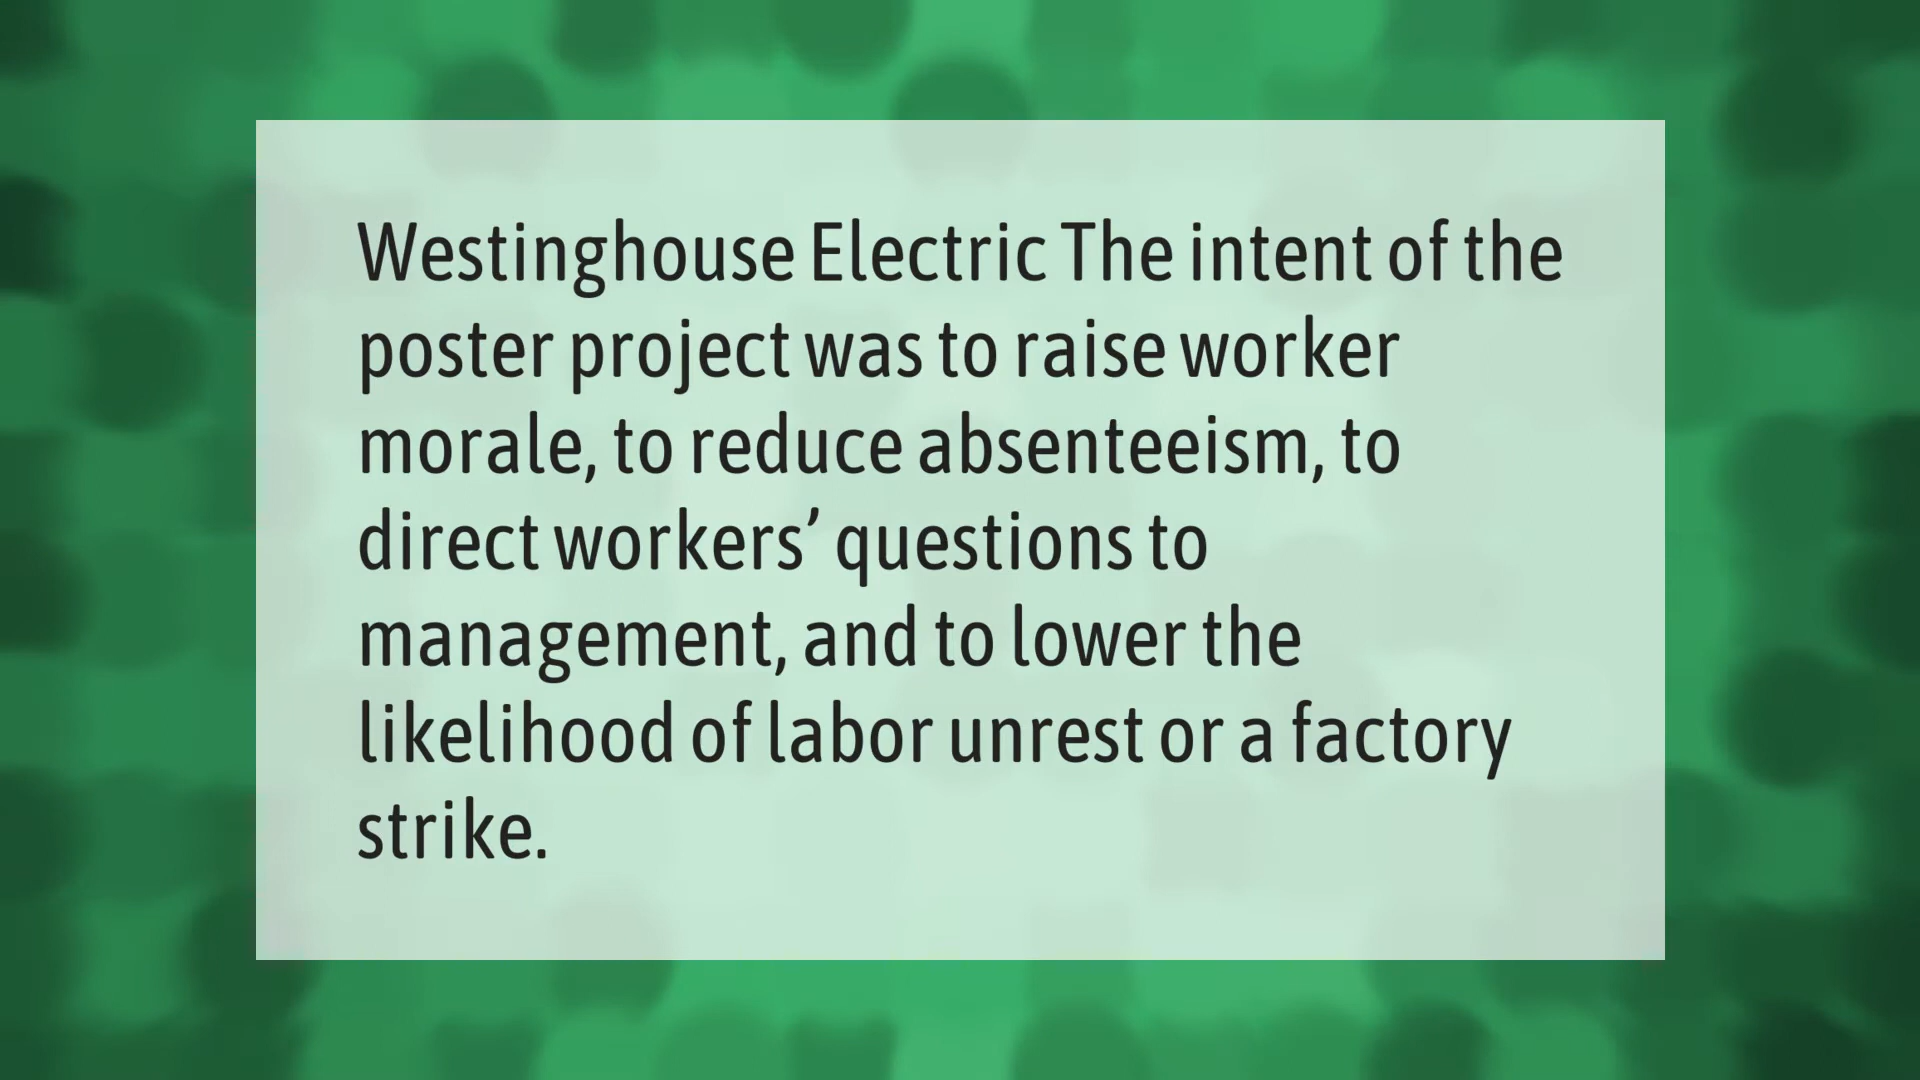 Westinghouse Electric The intent of the
poster project was to raise worker
morale, to reduce absenteeism, to
direct workers’ questions to
management, and to lower the
likelihood of labor unrest or a factory
strike.